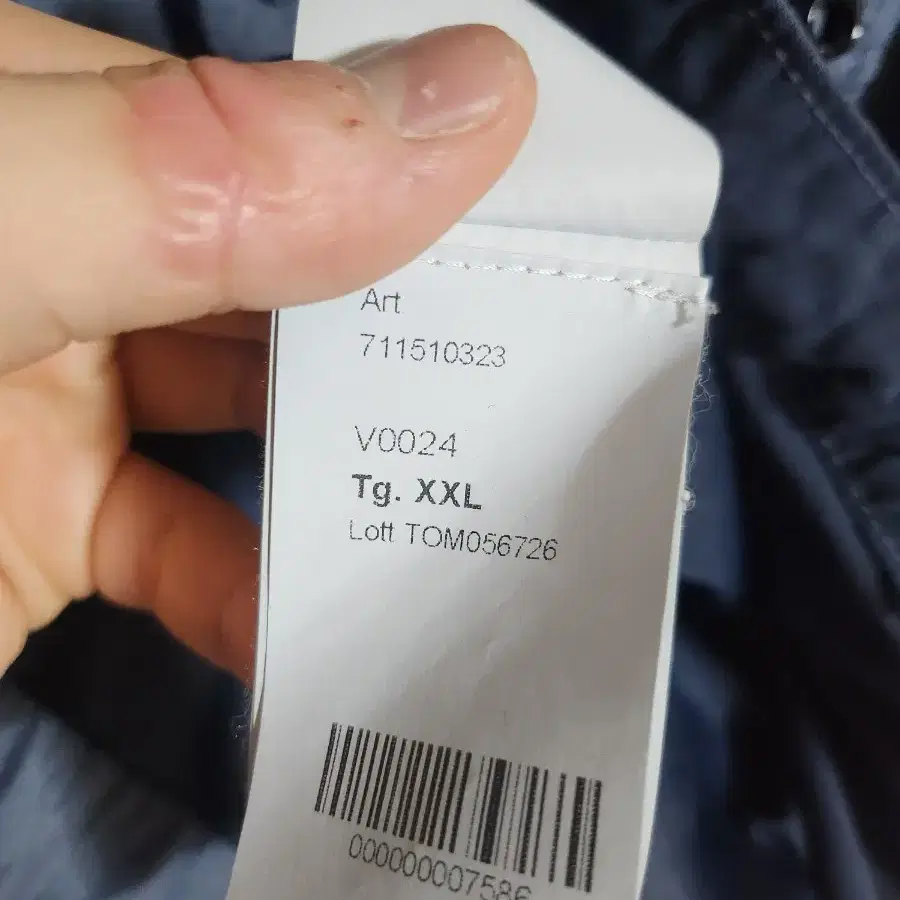 Art
711510323
V0024
Tg. XXL
Lott TOM056726
000000007586